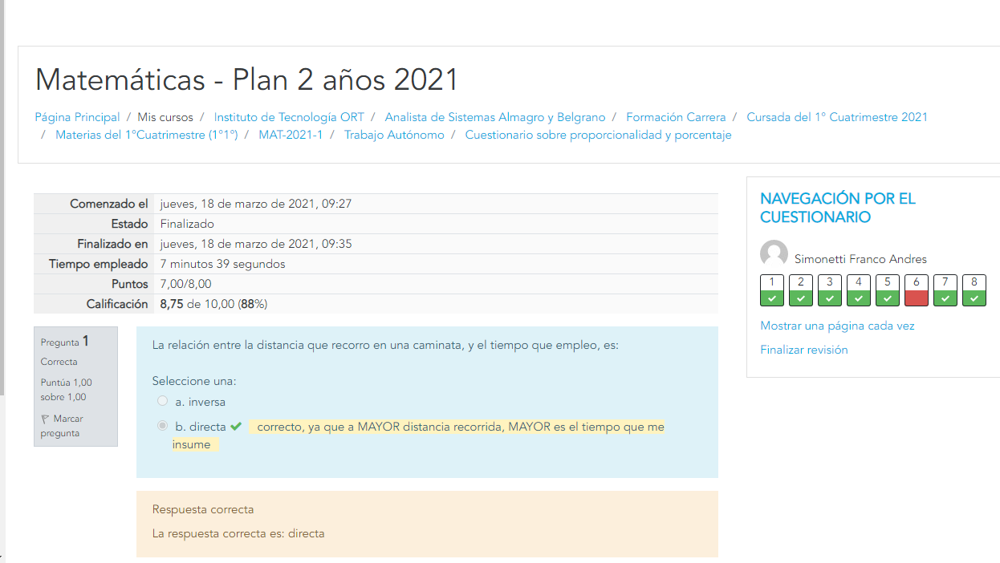 Matemáticas - Plan 2 años 2021
Página Principal / Mis cursos / Instituto de Tecnología ORT / Analista de Sistemas Almagro y Belgrano / Formación Carrera / Cursada del 1° Cuatrimestre 2021
/ Materias del 1°Cuatrimestre (1°1°) / MAT-2021-1 / Trabajo Autónomo / Cuestionario sobre proporcionalidad y porcentaje
Comenzado el jueves, 18 de marzo de 2021, 09:27
Estado Finalizado
Finalizado en jueves, 18 de marzo de 2021, 09:35
Tiempo empleado 7 minutos 39 segundos
Puntos 7,00/8,00
Calificación 8,75 de 10,00 (88%)
Pregunta 1
Correcta
Puntúa 1,00
sobre 1,00
Marcar
pregunta
La relación entre la distancia que recorro en una caminata, y el tiempo que empleo, es:
Seleccione una:
a. inversa
b. directa correcto, ya que a MAYOR distancia recorrida, MAYOR es el tiempo que me
insume
Respuesta correcta
La respuesta correcta es: directa
NAVEGACIÓN POR EL
CUESTIONARIO
Simonetti Franco Andres
1 2 3 4 5 6 7 8
Mostrar una página cada vez
Finalizar revisión